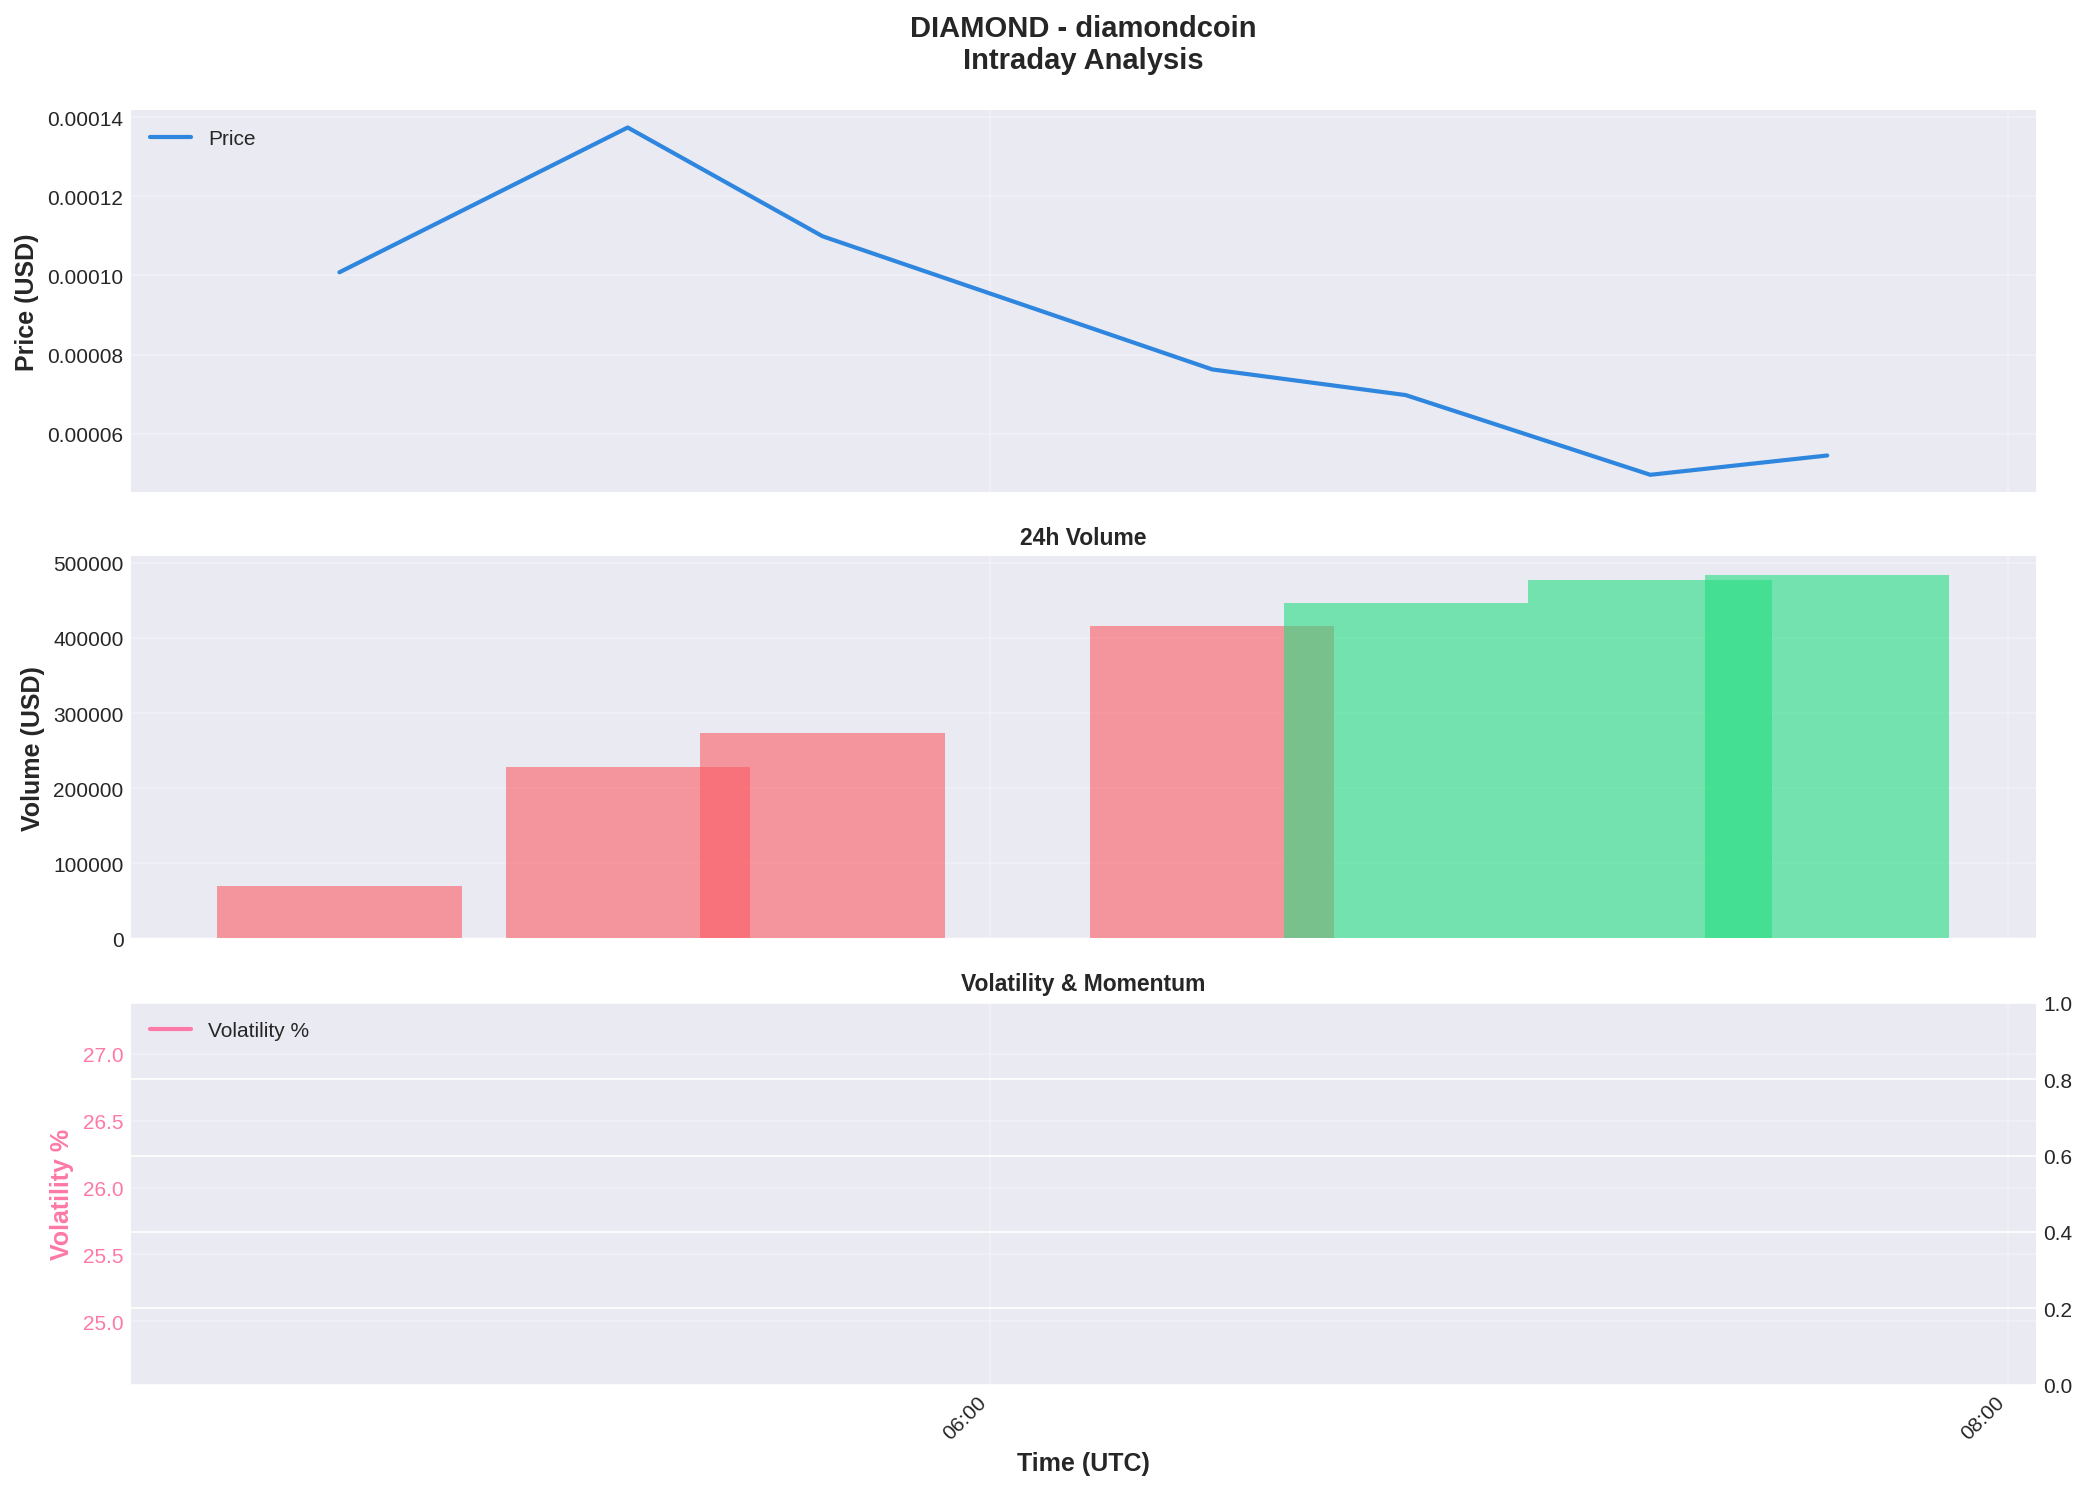 DIAMOND - diamondcoin
Intraday Analysis
Price (USD)
0.00014
0.00012
0.00010
0.00008
0.00006
Price
24h Volume
Volume (USD)
500000
400000
300000
200000
100000
0
Volatility & Momentum
Volatility %
27.0
26.5
26.0
25.5
25.0
Volatility %
1.0
0.8
0.6
0.4
0.2
0.0
06:00
08:00
Time (UTC)